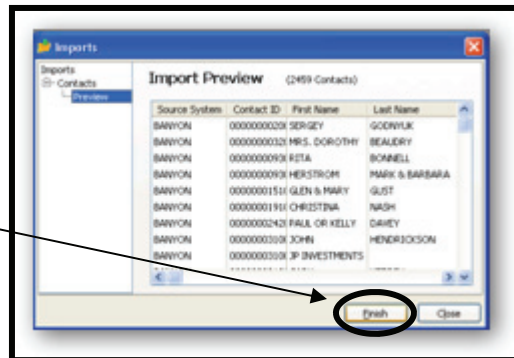 Imports
Imports
Contacts
Preview
Import Preview (2459 Contacts)
Source System Contact ID First Name Last Name
BANYON SERGEY GODNYUK
BANYON MRS. DOROTHY BEAUDRY
BANYON RITA BONNELL
BANYON HERSTROM MARK & BARBARA
BANYON GLEN & MARY GUST
BANYON CHRISTINA NASH
BANYON PAUL OR KELLY DAVEY
BANYON JOHN HENDRICKSON
BANYON JP INVESTMENTS
Finish Close